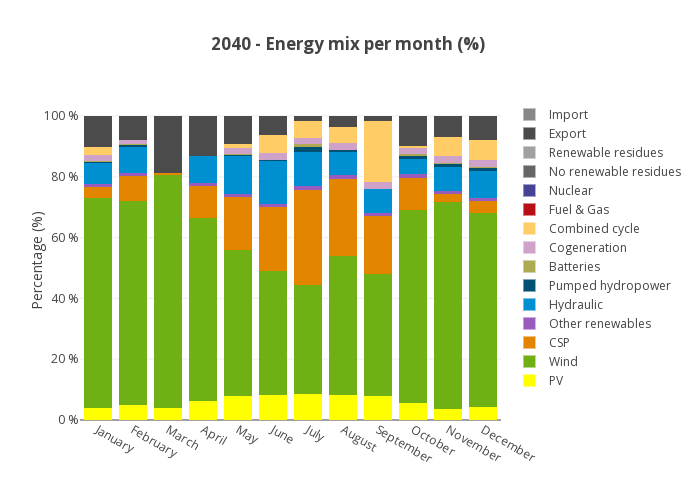 2040 - Energy mix per month (%)
Percentage (%)
100 %
80 %
60 %
40 %
20 %
0 %
January
February
March
April
May
June
July
August
September
October
November
December
Import
Export
Renewable residues
No renewable residues
Nuclear
Fuel & Gas
Combined cycle
Cogeneration
Batteries
Pumped hydropower
Hydraulic
Other renewables
CSP
Wind
PV